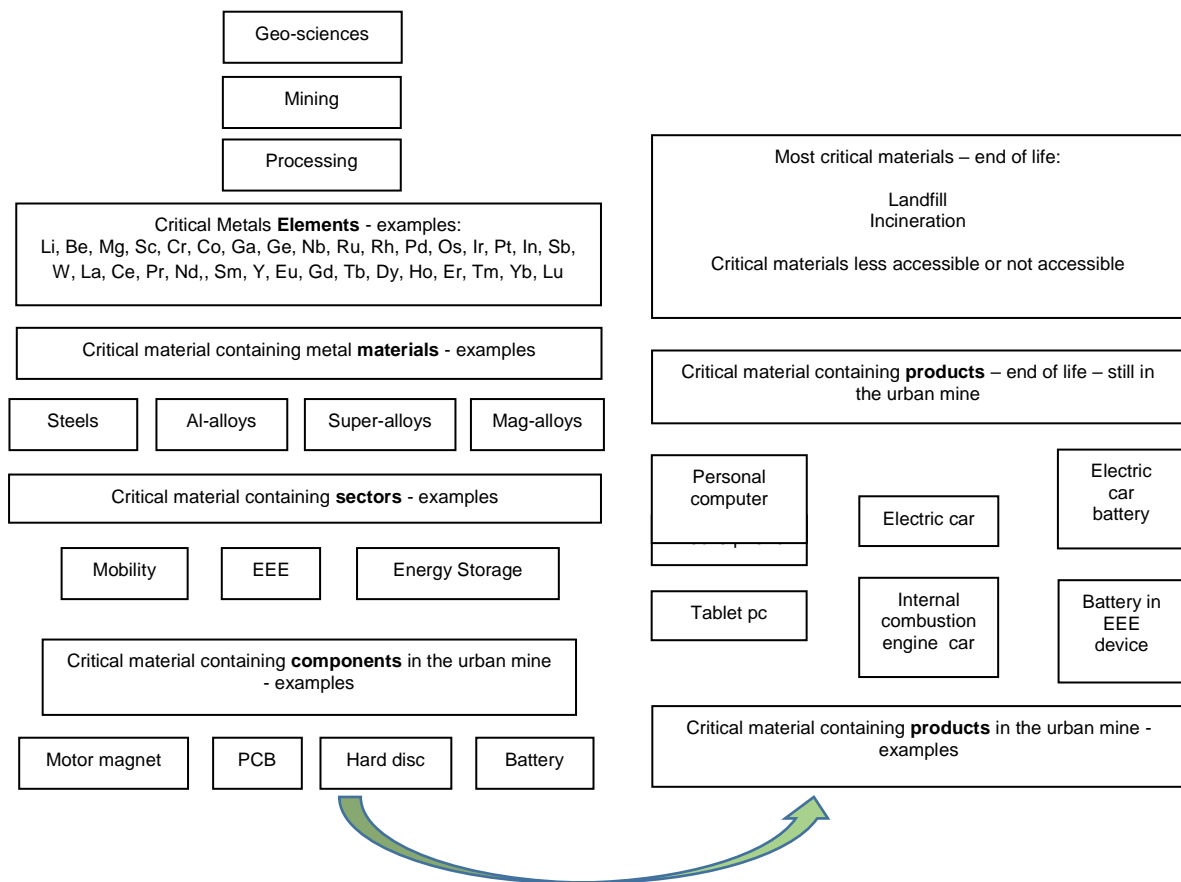 Geo-sciences
Mining
Processing
Critical Metals Elements - examples:
Li, Be, Mg, Sc, Cr, Co, Ga, Ge, Nb, Ru, Rh, Pd, Os, Ir, Pt, In, Sb,
W, La, Ce, Pr, Nd,, Sm, Y, Eu, Gd, Tb, Dy, Ho, Er, Tm, Yb, Lu
Critical material containing metal materials - examples
Steels
Al-alloys
Super-alloys
Mag-alloys
Critical material containing sectors - examples
Mobility
EEE
Energy Storage
Critical material containing components in the urban mine
- examples
Motor magnet
PCB
Hard disc
Battery
Most critical materials – end of life:
Landfill
Incineration
Critical materials less accessible or not accessible
Critical material containing products – end of life – still in
the urban mine
Personal
computer
Electric car
Electric
car
battery
Tablet pc
Internal
combustion
engine car
Battery in
EEE
device
Critical material containing products in the urban mine -
examples